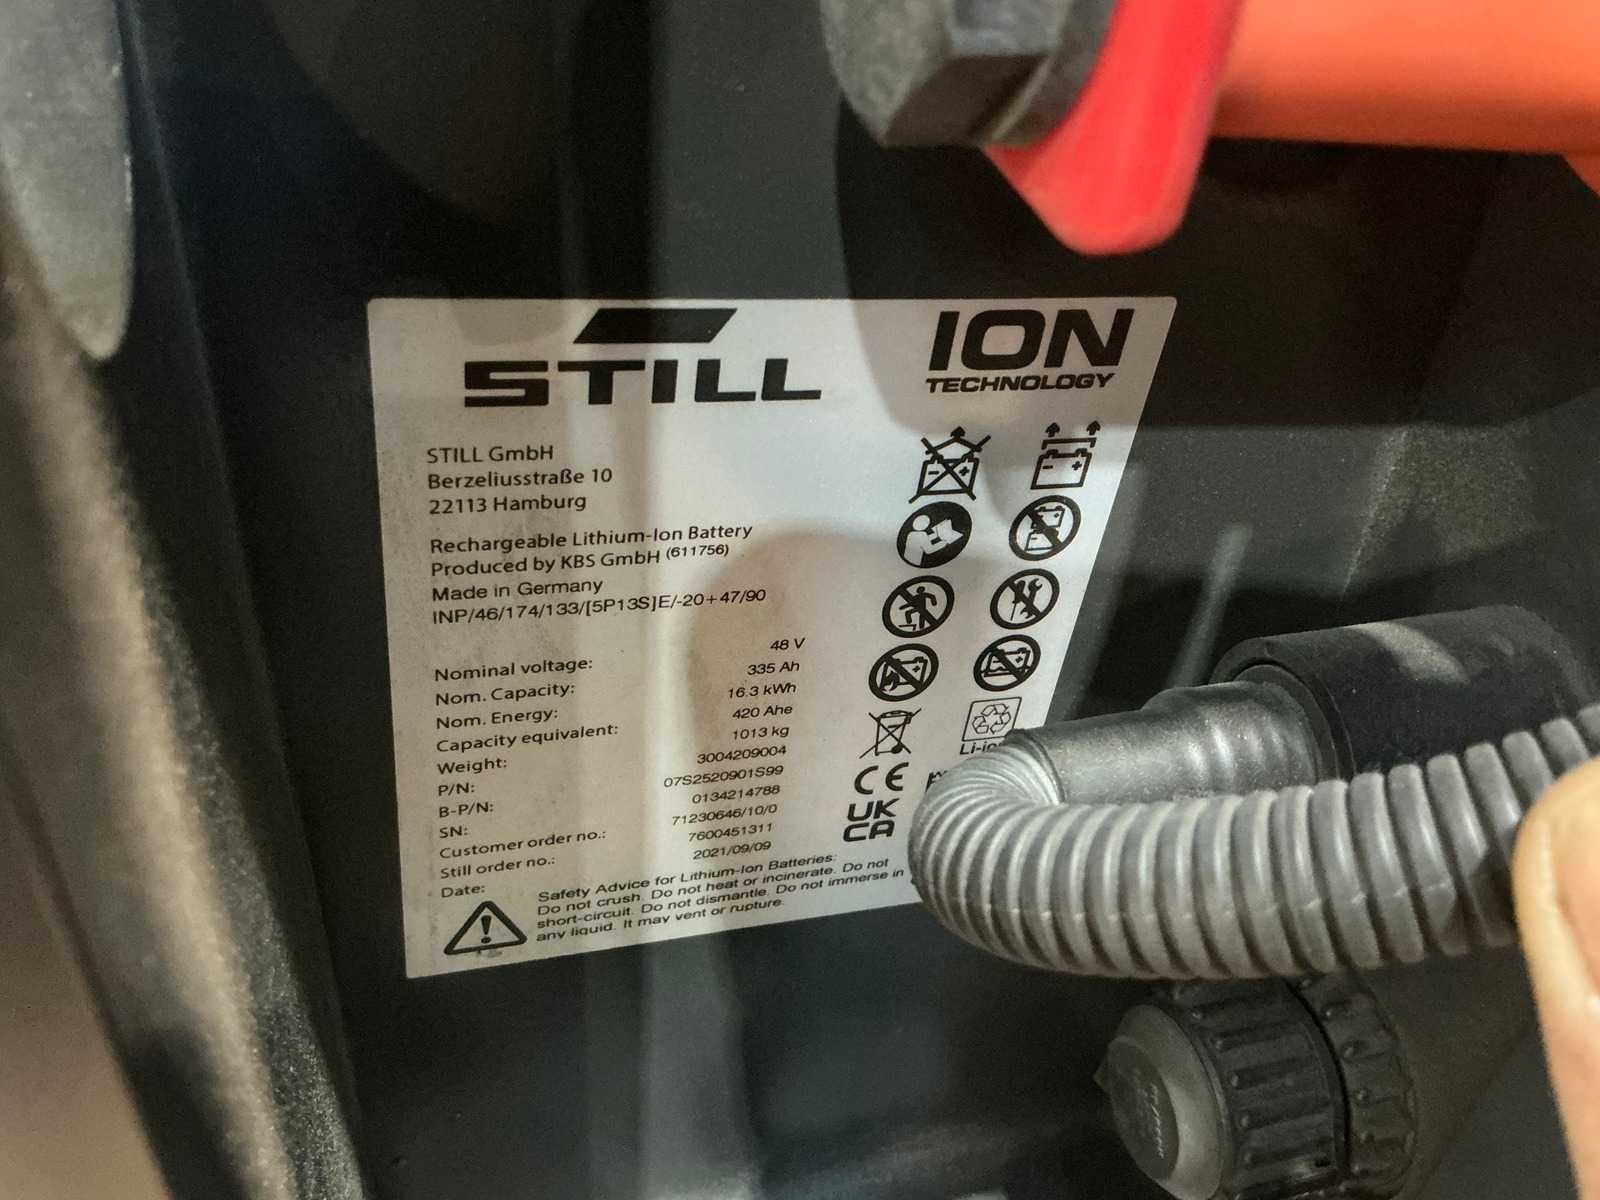 STILL
ION
TECHNOLOGY
STILL GmbH
Berzeliusstraße 10
22113 Hamburg
Rechargeable Lithium-Ion Battery
Produced by KBS GmbH (611756)
Made in Germany
INP/46/174/133/[5P13S]E/-20+47/90
Nominal voltage: 48 V
Nom. Capacity: 335 Ah
Nom. Energy: 16.3 kWh
Capacity equivalent: 420 Ahe
Weight: 1013 kg
P/N: 3004209004
B-P/N: 07S2520901S99
SN: 0134214788
Customer order no.: 71230646/10/0
Still order no.: 7600451311
Date: 2021/09/09
Safety Advice for Lithium-Ion Batteries:
Do not crush. Do not heat or incinerate. Do not
short-circuit. Do not dismantle. Do not immerse in
any liquid. It may vent or rupture.
CE
UK
CA